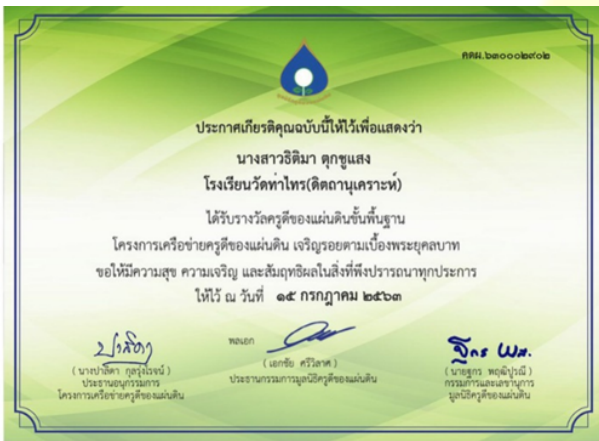 คดผ.๖๓๐๐๐๒๙๐๒
ประกาศเกียรติคุณฉบับนี้ให้ไว้เพื่อแสดงว่า
นางสาวธิติมา ตุกชูแสง
โรงเรียนวัดท่าไทร(ดิตถานุเคราะห์)
ได้รับรางวัลครูดีของแผ่นดินขั้นพื้นฐาน
โครงการเครือข่ายครูดีของแผ่นดิน เจริญรอยตามเบื้องพระยุคลบาท
ขอให้มีความสุข ความเจริญ และสัมฤทธิผลในสิ่งที่พึงปรารถนาทุกประการ
ให้ไว้ ณ วันที่ ๑๕ กรกฎาคม ๒๕๖๓
พลเอก
( นางปาลิดา กุลรุ่งโรจน์ )
ประธานอนุกรรมการ
โครงการเครือข่ายครูดีของแผ่นดิน
( เอกชัย ศรีวิลาศ )
ประธานกรรมการมูลนิธิครูดีของแผ่นดิน
( นายฐกร พฤฒิปูรณี )
กรรมการและเลขานุการ
มูลนิธิครูดีของแผ่นดิน